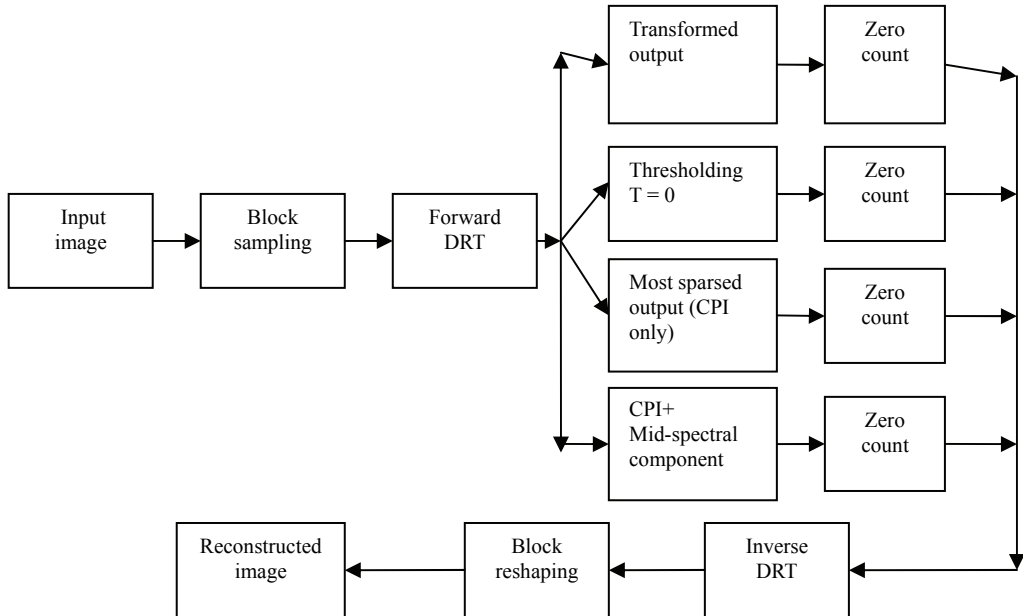 Transformed
output
Zero
count
Thresholding
T = 0
Zero
count
Input
image
Block
sampling
Forward
DRT
Most sparsed
output (CPI
only)
Zero
count
CPI+
Mid-spectral
component
Zero
count
Reconstructed
image
Block
reshaping
Inverse
DRT